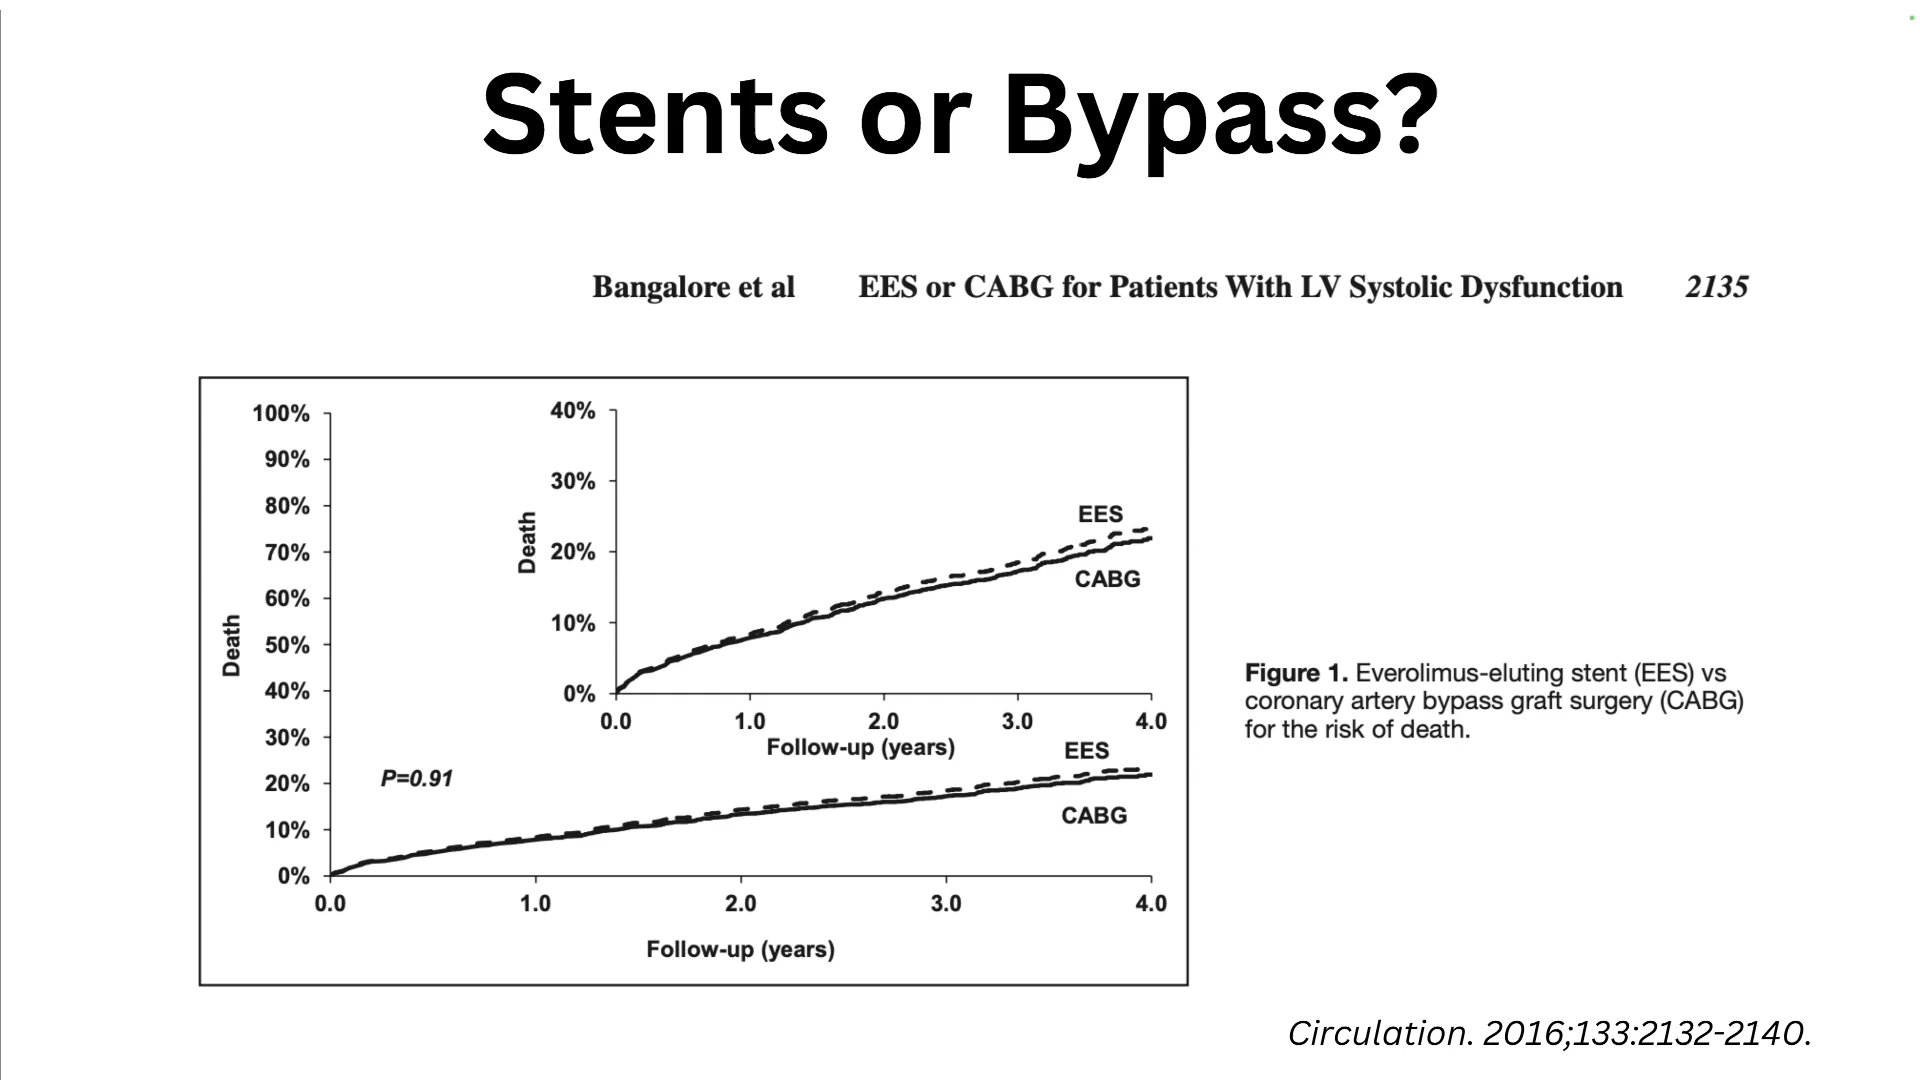 Stents or Bypass?
Bangalore et al EES or CABG for Patients With LV Systolic Dysfunction 2135
100%
90%
80%
70%
60%
50%
40%
30%
20%
10%
0%
Death
0.0 1.0 2.0 3.0 4.0
Follow-up (years)
P=0.91
EES
CABG
40%
30%
20%
10%
0%
Death
0.0 1.0 2.0 3.0 4.0
Follow-up (years)
EES
CABG
Figure 1. Everolimus-eluting stent (EES) vs
coronary artery bypass graft surgery (CABG)
for the risk of death.
Circulation. 2016;133:2132-2140.